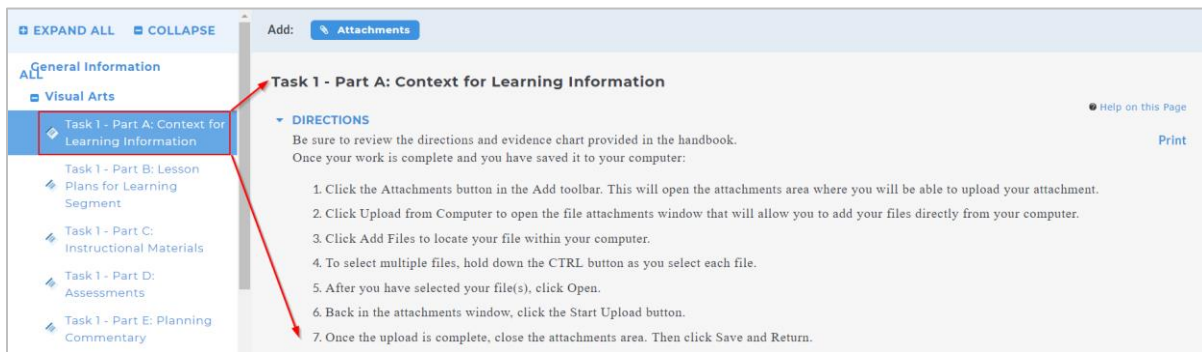 EXPAND ALL COLLAPSE
ALL
General Information
Visual Arts
Task 1 - Part A: Context for
Learning Information
Task 1 - Part B: Lesson
Plans for Learning
Segment
Task 1 - Part C:
Instructional Materials
Task 1 - Part D:
Assessments
Task 1 - Part E: Planning
Commentary
Add: Attachments
Task 1 - Part A: Context for Learning Information
Help on this Page
DIRECTIONS
Print
Be sure to review the directions and evidence chart provided in the handbook.
Once your work is complete and you have saved it to your computer:
1. Click the Attachments button in the Add toolbar. This will open the attachments area where you will be able to upload your attachment.
2. Click Upload from Computer to open the file attachments window that will allow you to add your files directly from your computer.
3. Click Add Files to locate your file within your computer.
4. To select multiple files, hold down the CTRL button as you select each file.
5. After you have selected your file(s), click Open.
6. Back in the attachments window, click the Start Upload button.
7. Once the upload is complete, close the attachments area. Then click Save and Return.